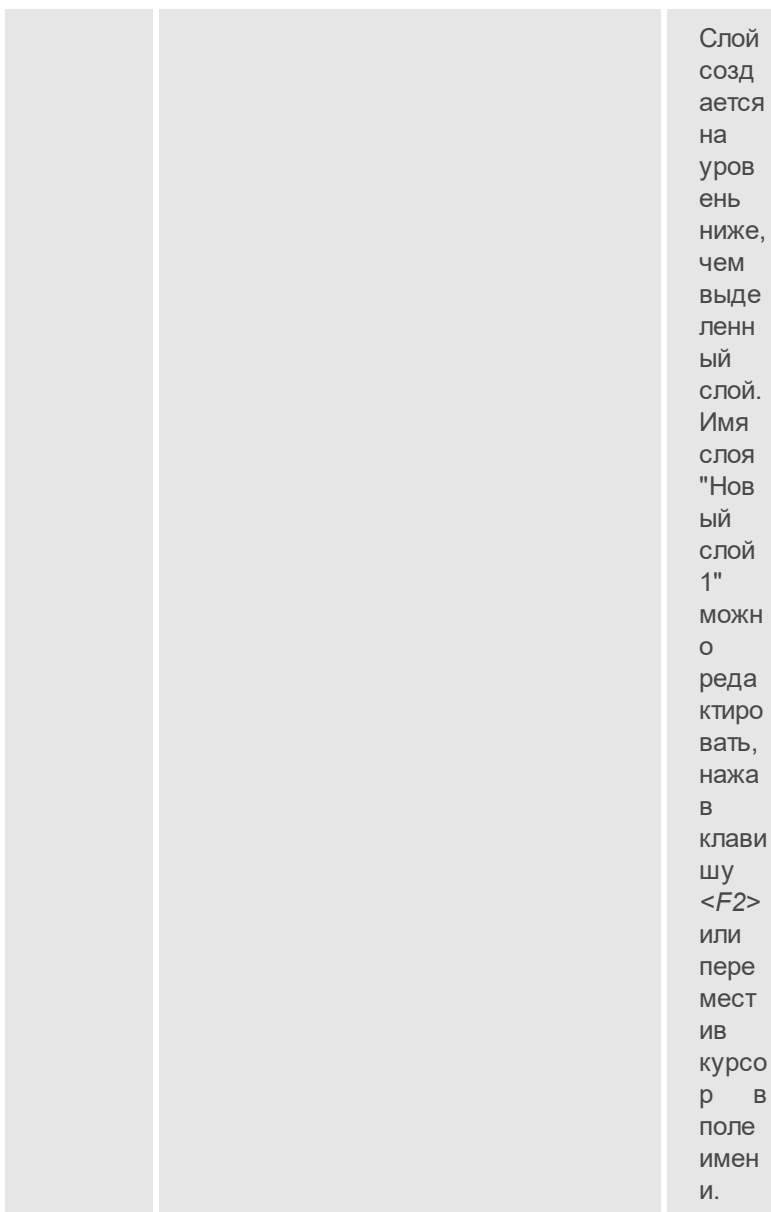 Слой
созд
ается
на
уров
ень
ниже,
чем
выде
ленн
ый
слой.
Имя
слоя
"Нов
ый
слой
1"
можн
о
реда
ктиро
вать,
нажа
в
клави
шу
<F2>
или
пере
мест
ив
курсо
р в
поле
имен
и.